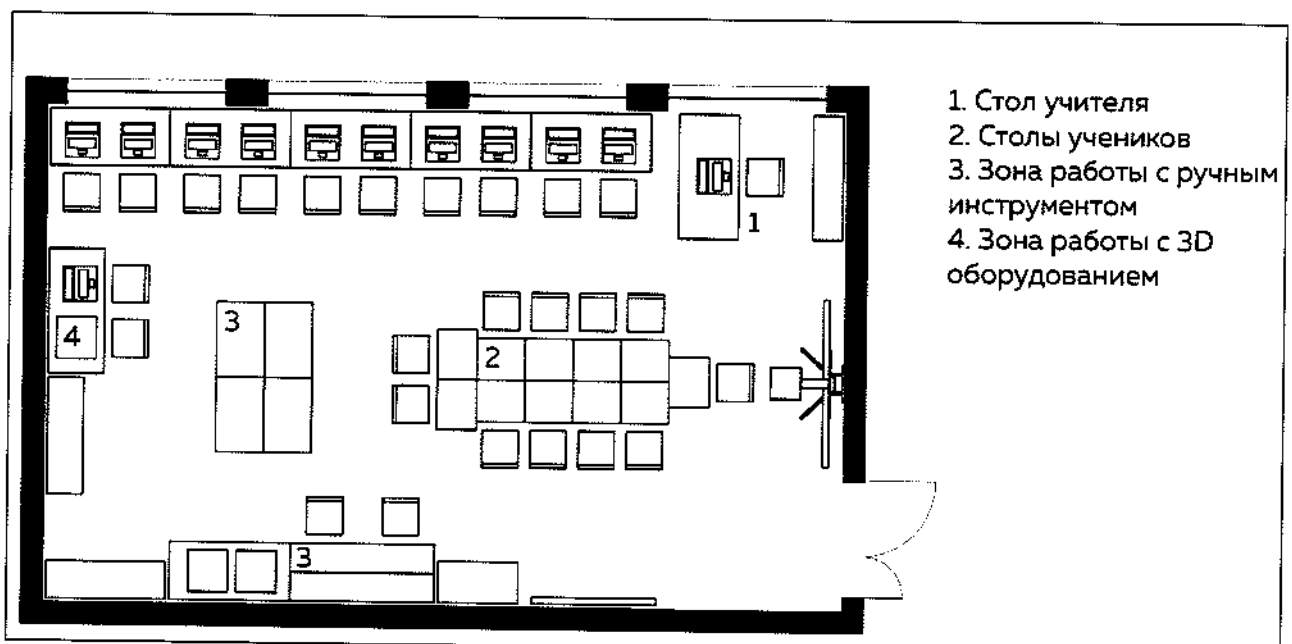 1. Стол учителя
2. Столы учеников
3. Зона работы с ручным
инструментом
4. Зона работы с 3D
оборудованием
1
3
4
2
3